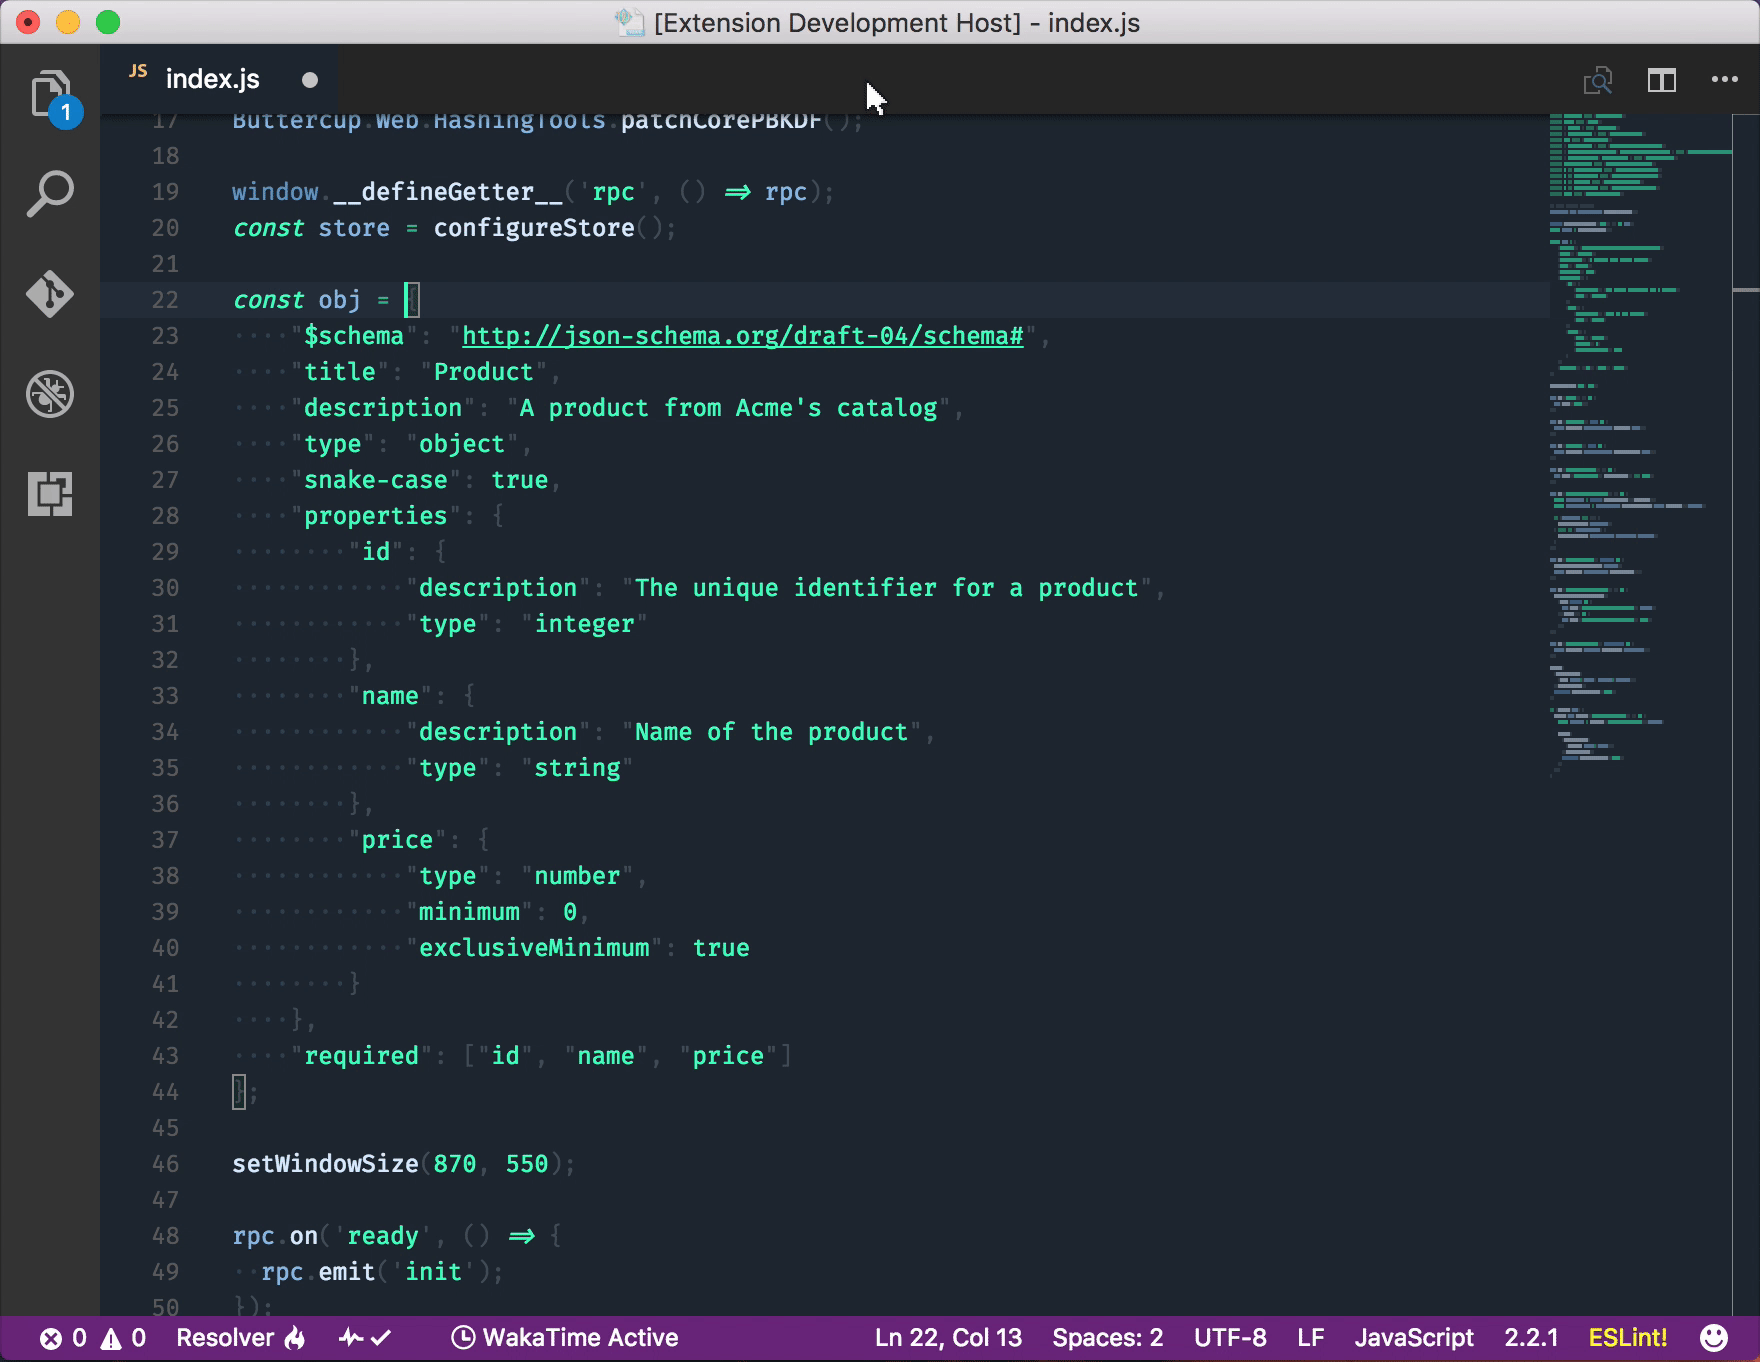 [Extension Development Host] - index.js
JS index.js
1
17 Buttercup.Web.HashingTools.patchCorePBKDF();
18
19 window.__defineGetter__('rpc', () => rpc);
20 const store = configureStore();
21
22 const obj = {
23 "$schema": "http://json-schema.org/draft-04/schema#",
24 "title": "Product",
25 "description": "A product from Acme's catalog",
26 "type": "object",
27 "snake-case": true,
28 "properties": {
29 "id": {
30 "description": "The unique identifier for a product",
31 "type": "integer"
32 },
33 "name": {
34 "description": "Name of the product",
35 "type": "string"
36 },
37 "price": {
38 "type": "number",
39 "minimum": 0,
40 "exclusiveMinimum": true
41 }
42 },
43 "required": ["id", "name", "price"]
44 };
45
46 setWindowSize(870, 550);
47
48 rpc.on('ready', () => {
49 rpc.emit('init');
50 });
0 0 Resolver WakaTime Active Ln 22, Col 13 Spaces: 2 UTF-8 LF JavaScript 2.2.1 ESLint!